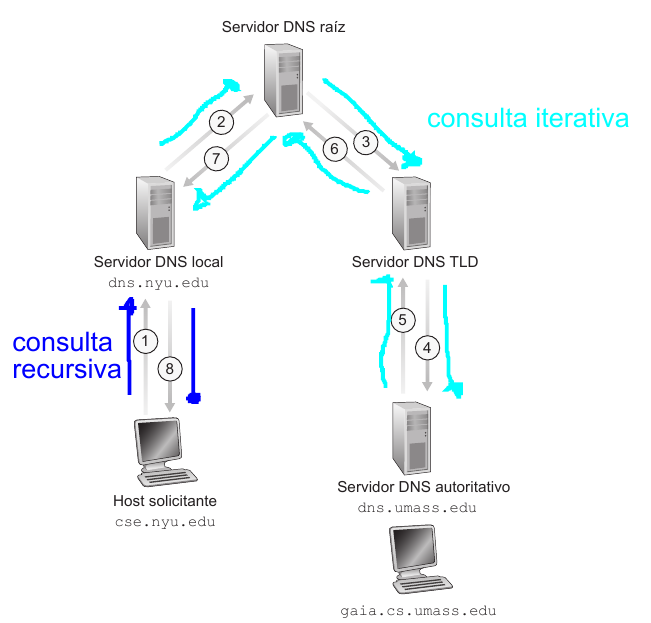 Servidor DNS raíz
consulta iterativa
2
3
7
6
Servidor DNS local
dns.nyu.edu
Servidor DNS TLD
consulta
recursiva
1
8
5
4
Host solicitante
cse.nyu.edu
Servidor DNS autoritativo
dns.umass.edu
gaia.cs.umass.edu